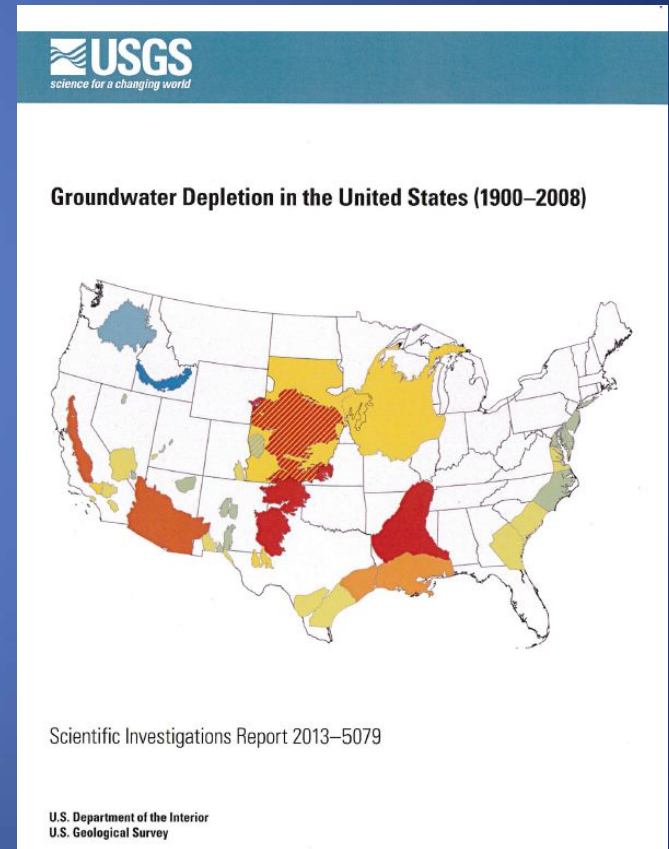 USGS
science for a changing world
Groundwater Depletion in the United States (1900–2008)
Scientific Investigations Report 2013–5079
U.S. Department of the Interior
U.S. Geological Survey